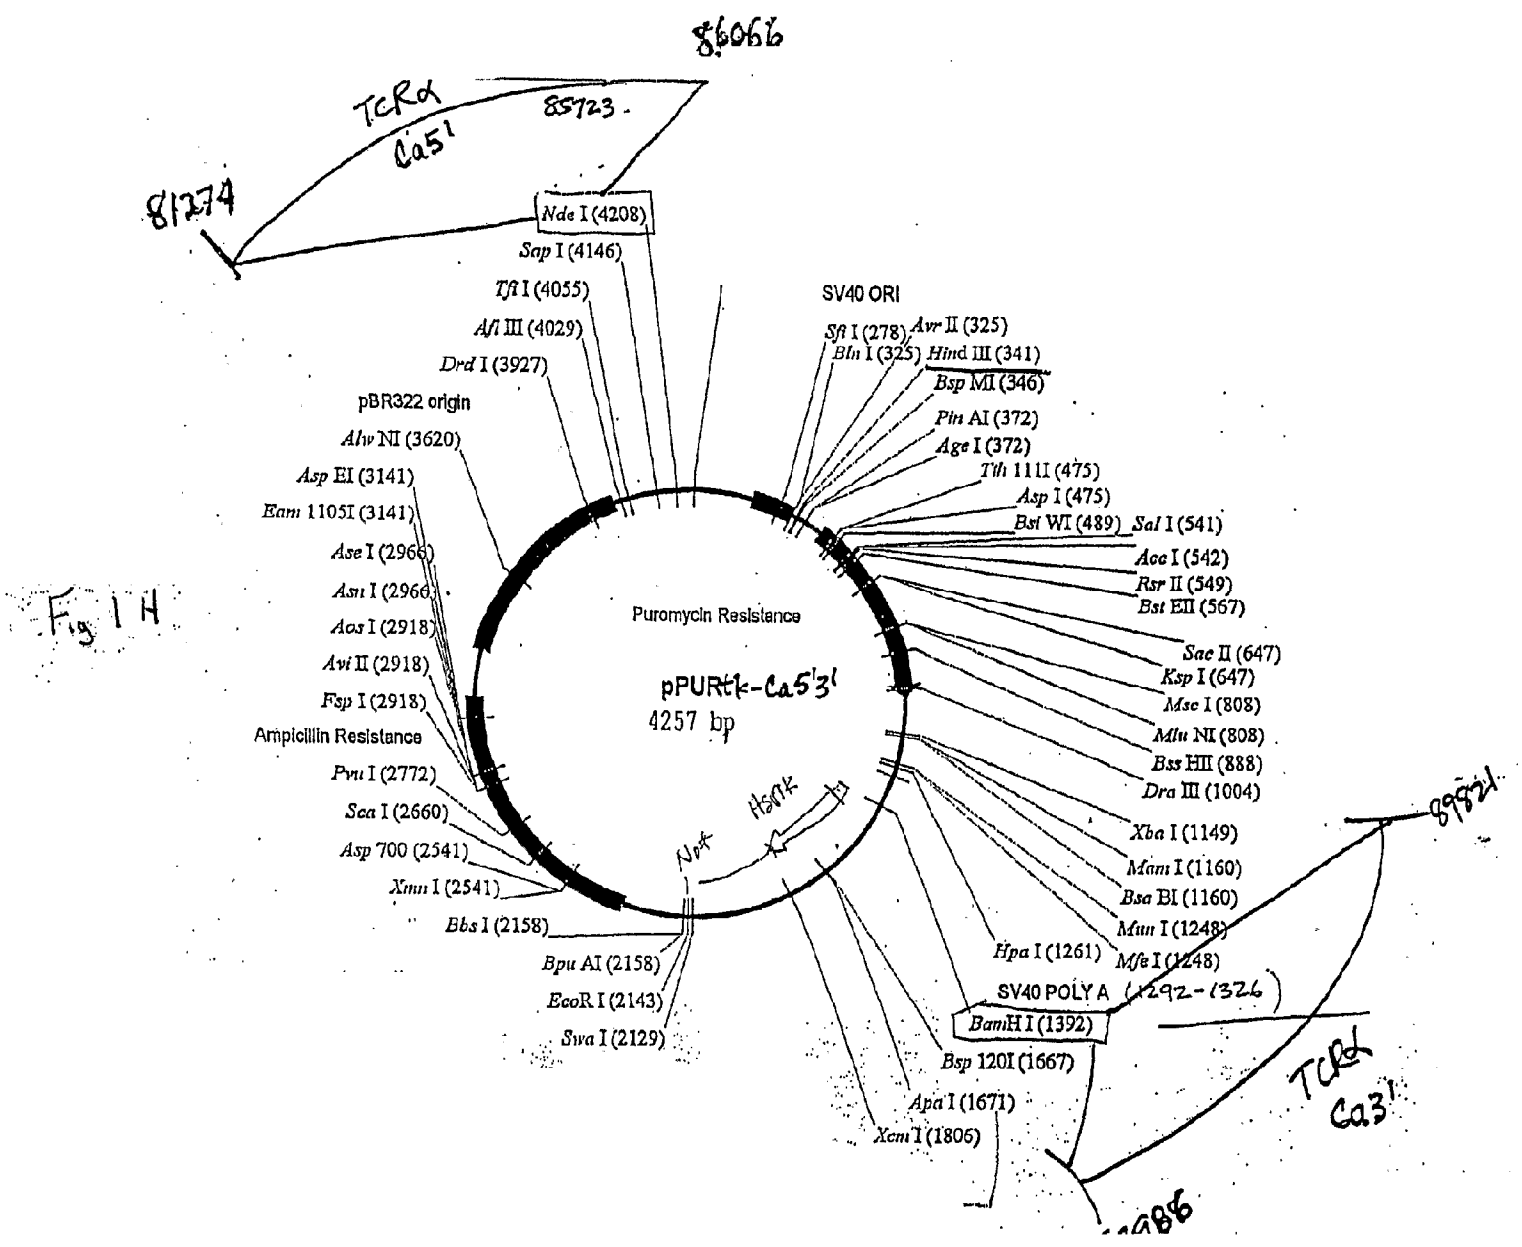 86066
TCRα
Ca5'
85723
81274
Nde I (4208)
Sap I (4146)
Tfi I (4055)
Afl III (4029)
Drd I (3927)
pBR322 origin
Alw NI (3620)
Asp EI (3141)
Eam 1105I (3141)
Ase I (2966)
Asn I (2966)
Aos I (2918)
Avi II (2918)
Fsp I (2918)
Ampicillin Resistance
Pvu I (2772)
Sca I (2660)
Asp 700 (2541)
Xmn I (2541)
Bbs I (2158)
Bpu AI (2158)
EcoR I (2143)
Swa I (2129)
SV40 ORI
Sfi I (278)
Avr II (325)
Bln I (325)
Hind III (341)
Bsp MI (346)
Pin AI (372)
Age I (372)
Tth 111I (475)
Asp I (475)
Bsi WI (489)
Sal I (541)
Acc I (542)
Rsr II (549)
Bst EII (567)
Sac II (647)
Ksp I (647)
Msc I (808)
Mlu NI (808)
Bss HII (888)
Dra III (1004)
Xba I (1149)
Mam I (1160)
Bsa BI (1160)
Mun I (1248)
Mfe I (1248)
Hpa I (1261)
SV40 POLY A (1292-1326)
BamH I (1392)
Bsp 120I (1667)
Apa I (1671)
Xcm I (1806)
Puromycin Resistance
pPURtk-Ca5'3'
4257 bp
HSVTK
Not
89821
TCRα
Ca3'
Fig 1 H